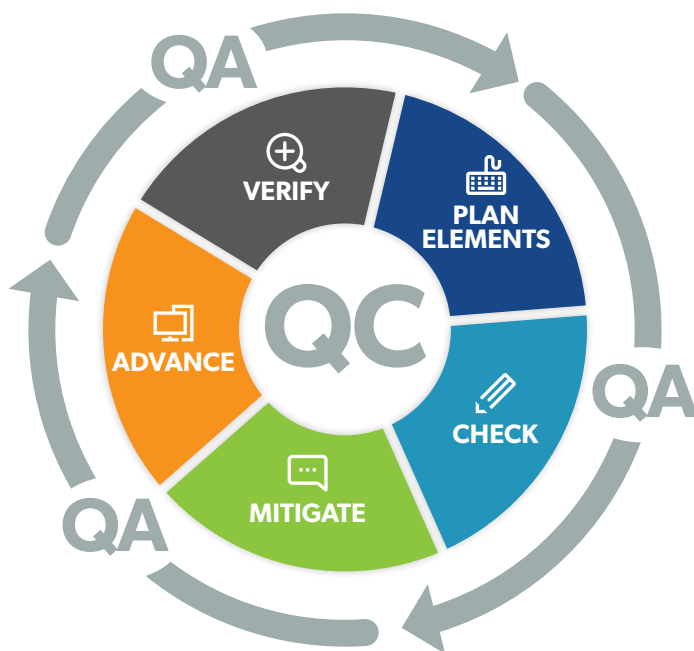 QA
VERIFY
PLAN
ELEMENTS
QC
ADVANCE
QA
CHECK
MITIGATE
QA